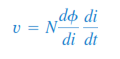 v = N dφ/di di/dt